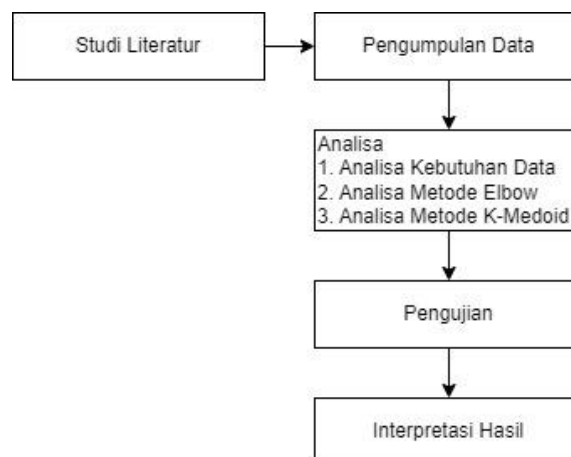 Studi Literatur
Pengumpulan Data
Analisa
1. Analisa Kebutuhan Data
2. Analisa Metode Elbow
3. Analisa Metode K-Medoid
Pengujian
Interpretasi Hasil